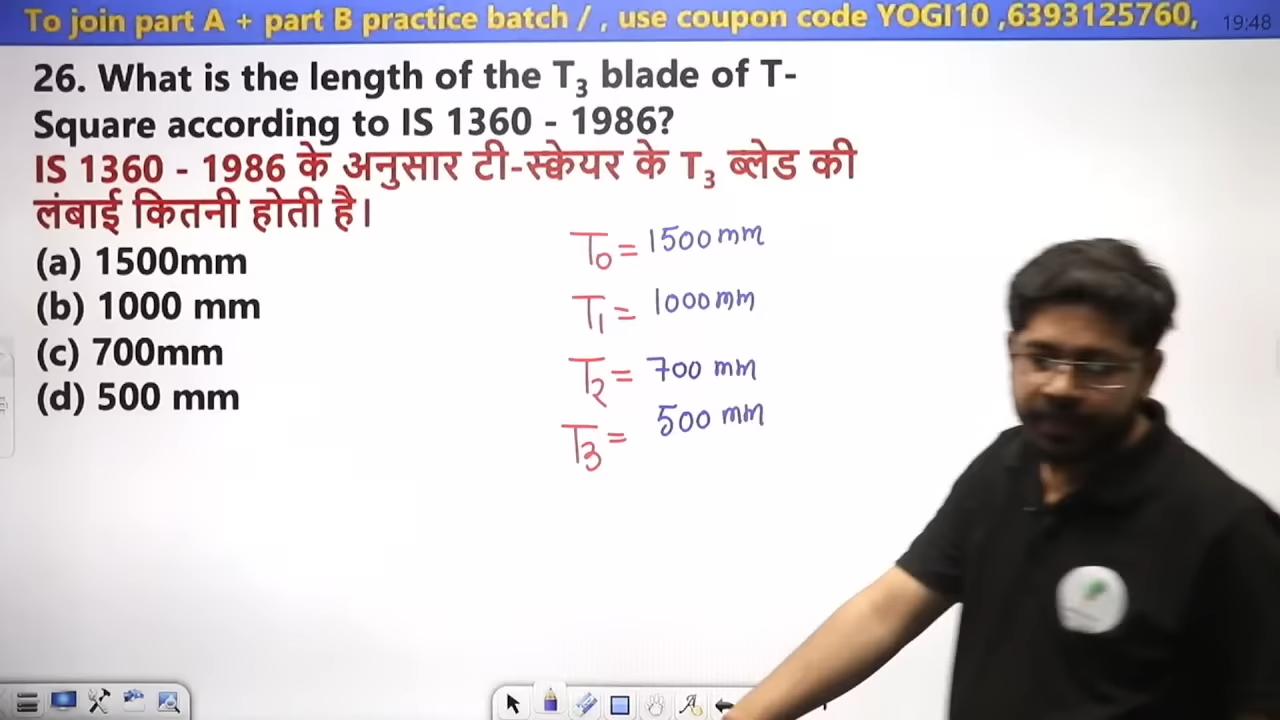 To join part A + part B practice batch / , use coupon code YOGI10 ,6393125760,
19:48
26. What is the length of the T₃ blade of T-
Square according to IS 1360 - 1986?
IS 1360 - 1986 के अनुसार टी-स्क्वेयर के T₃ ब्लेड की
लंबाई कितनी होती है।
(a) 1500mm
(b) 1000 mm
(c) 700mm
(d) 500 mm
T₀ = 1500 mm
T₁ = 1000 mm
T₂ = 700 mm
T₃ = 500 mm